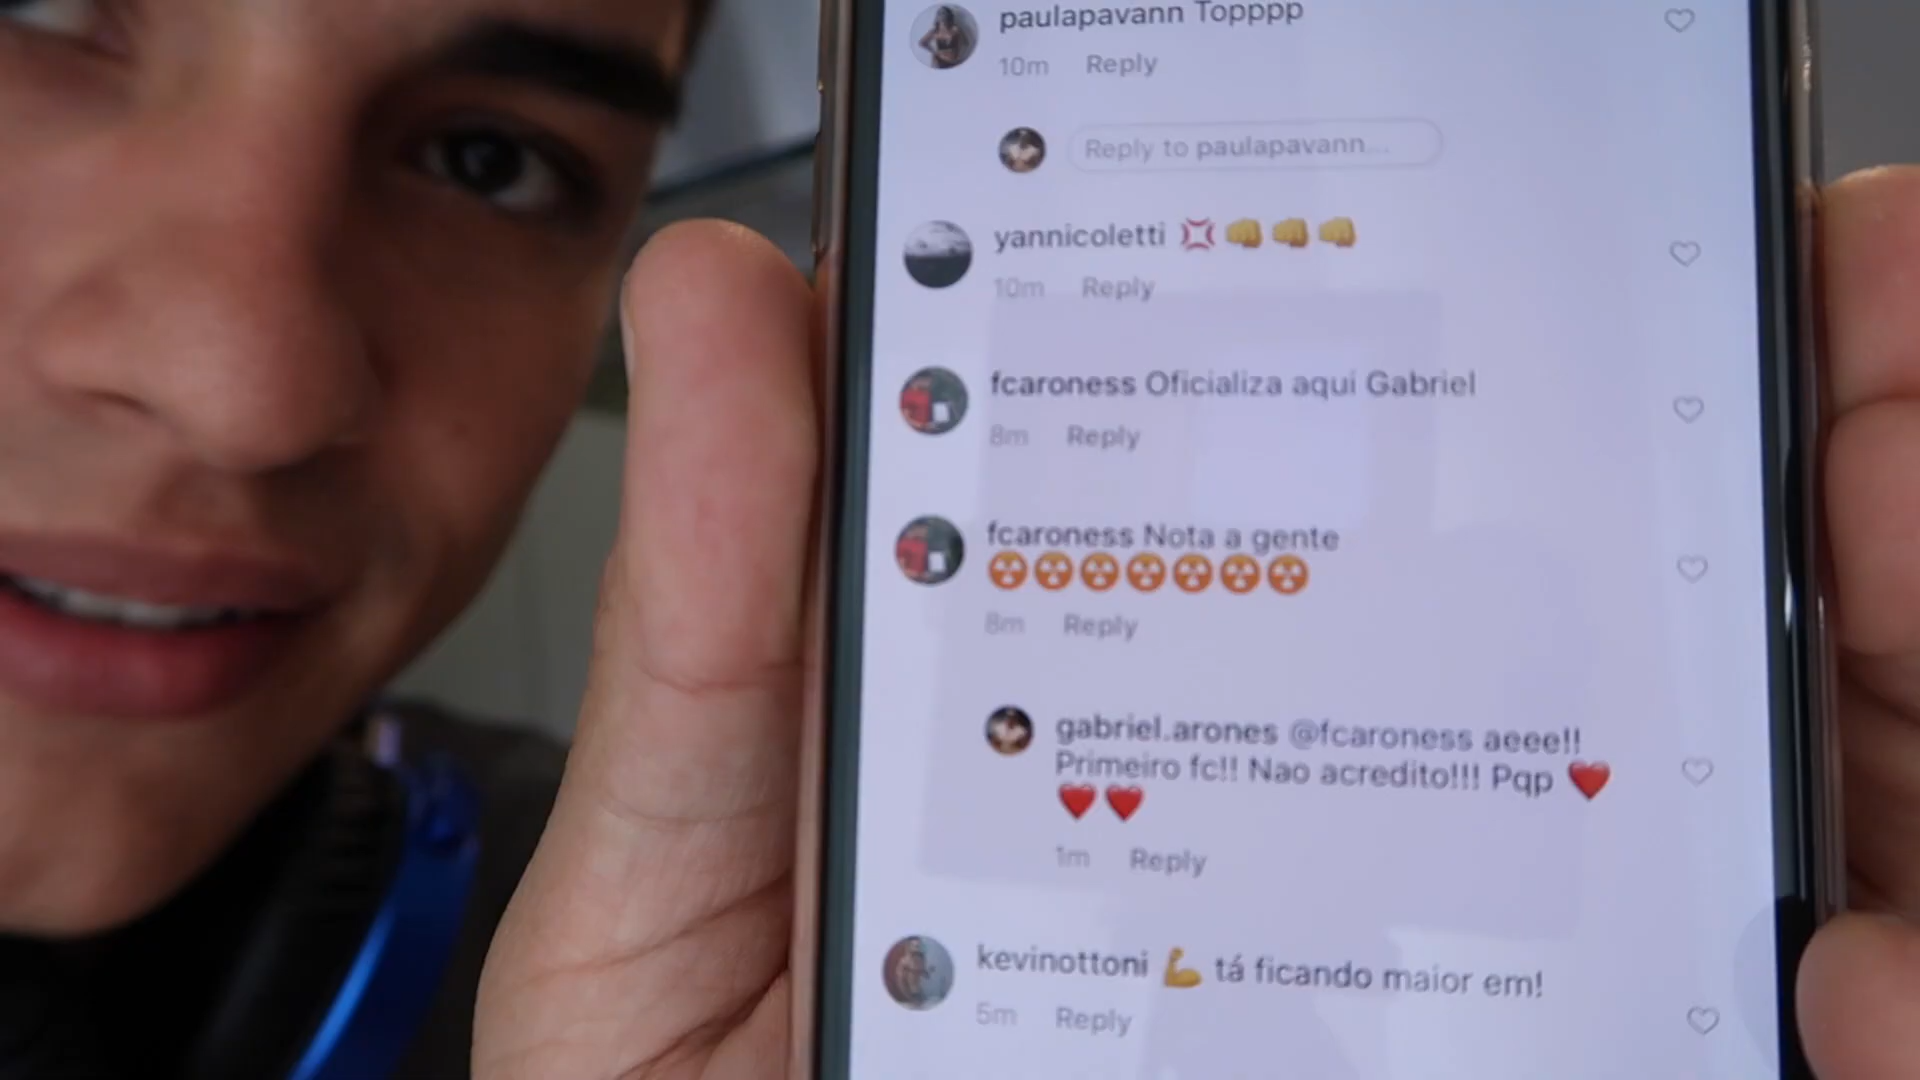 paulapavann Topppp
10m Reply
Reply to paulapavann...
yannicoletti 💢👊👊👊
10m Reply
fcaroness Oficializa aqui Gabriel
8m Reply
fcaroness Nota a gente
☢☢☢☢☢☢☢
8m Reply
gabriel.arones @fcaroness aeee!!
Primeiro fc!! Nao acredito!!! Pqp ❤️
❤️❤️
1m Reply
kevinottoni 💪 tá ficando maior em!
5m Reply